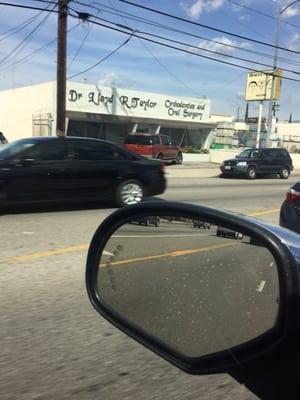 Dr Lloyd R Taylor
Orthodontics and
Oral Surgery